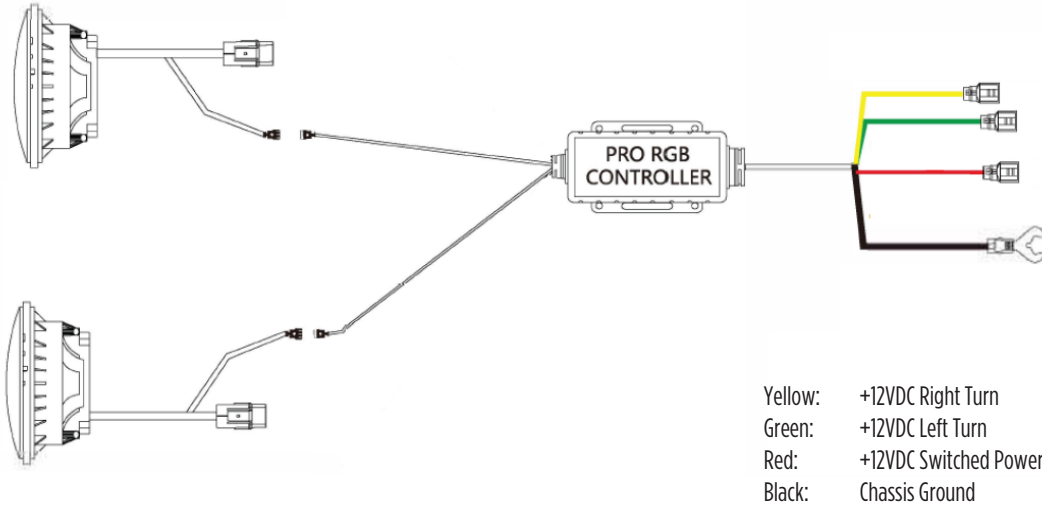 PRO RGB
CONTROLLER
Yellow: +12VDC Right Turn
Green: +12VDC Left Turn
Red: +12VDC Switched Power
Black: Chassis Ground